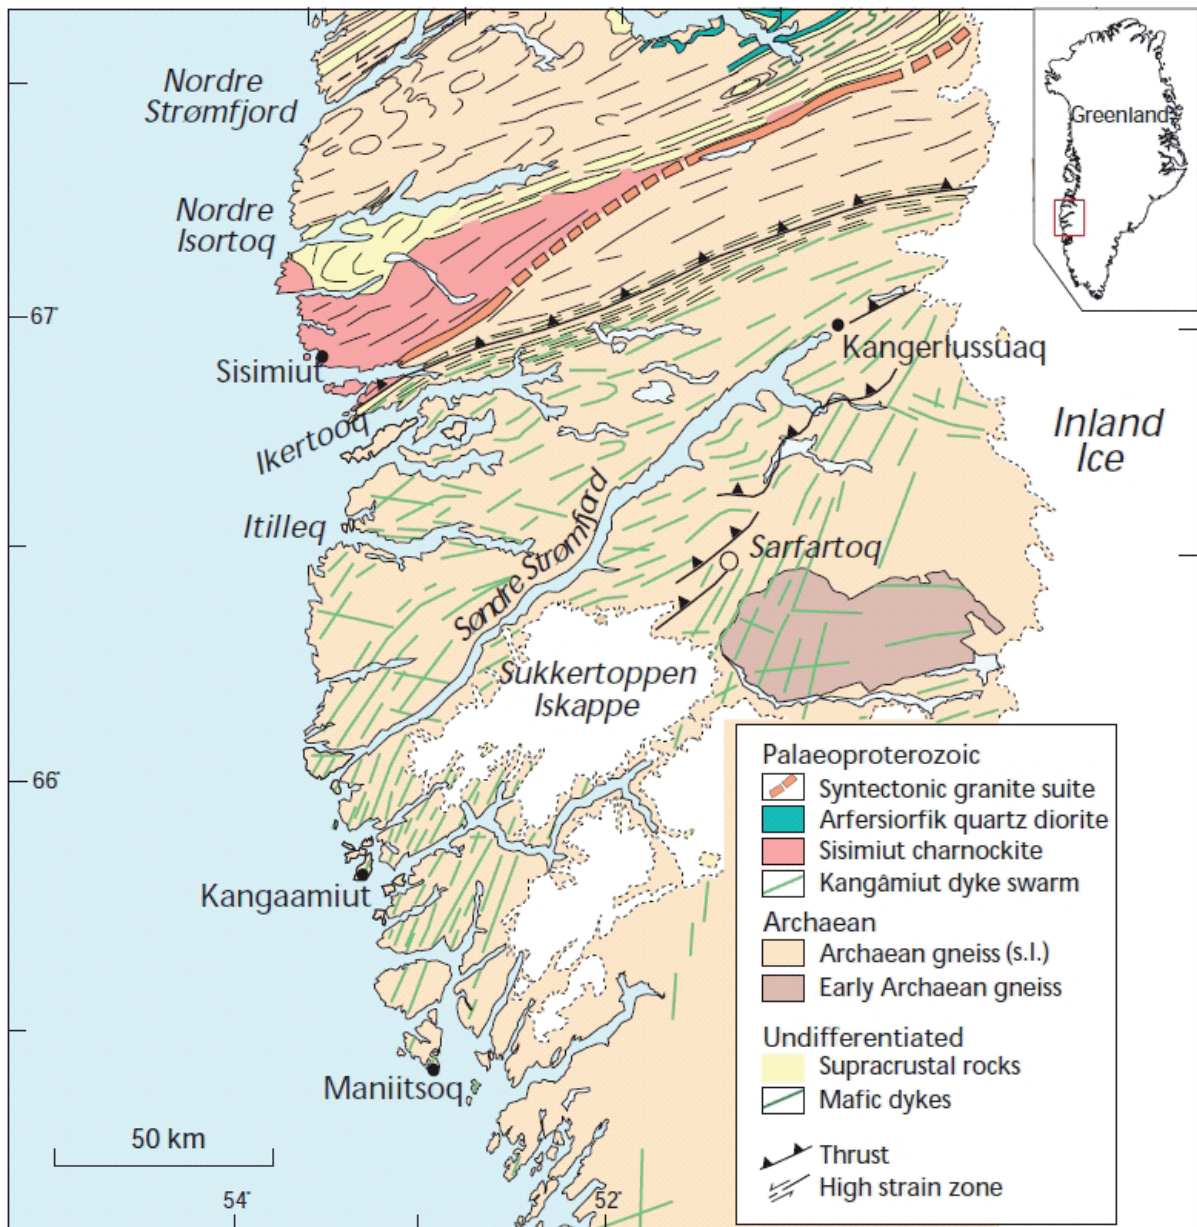 Nordre
Strømfjord
Greenland
Nordre
Isortoq
67°
Sisimiut
Kangerlussuaq
Ikertooq
Inland
Ice
Itilleq
Søndre Strømfjord
Sarfartoq
Sukkertoppen
Iskappe
66°
Kangaamiut
Maniitsoq
50 km
54°
52°
Palaeoproterozoic
Syntectonic granite suite
Arfersiorfik quartz diorite
Sisimiut charnockite
Kangâmiut dyke swarm
Archaean
Archaean gneiss (s.l.)
Early Archaean gneiss
Undifferentiated
Supracrustal rocks
Mafic dykes
Thrust
High strain zone